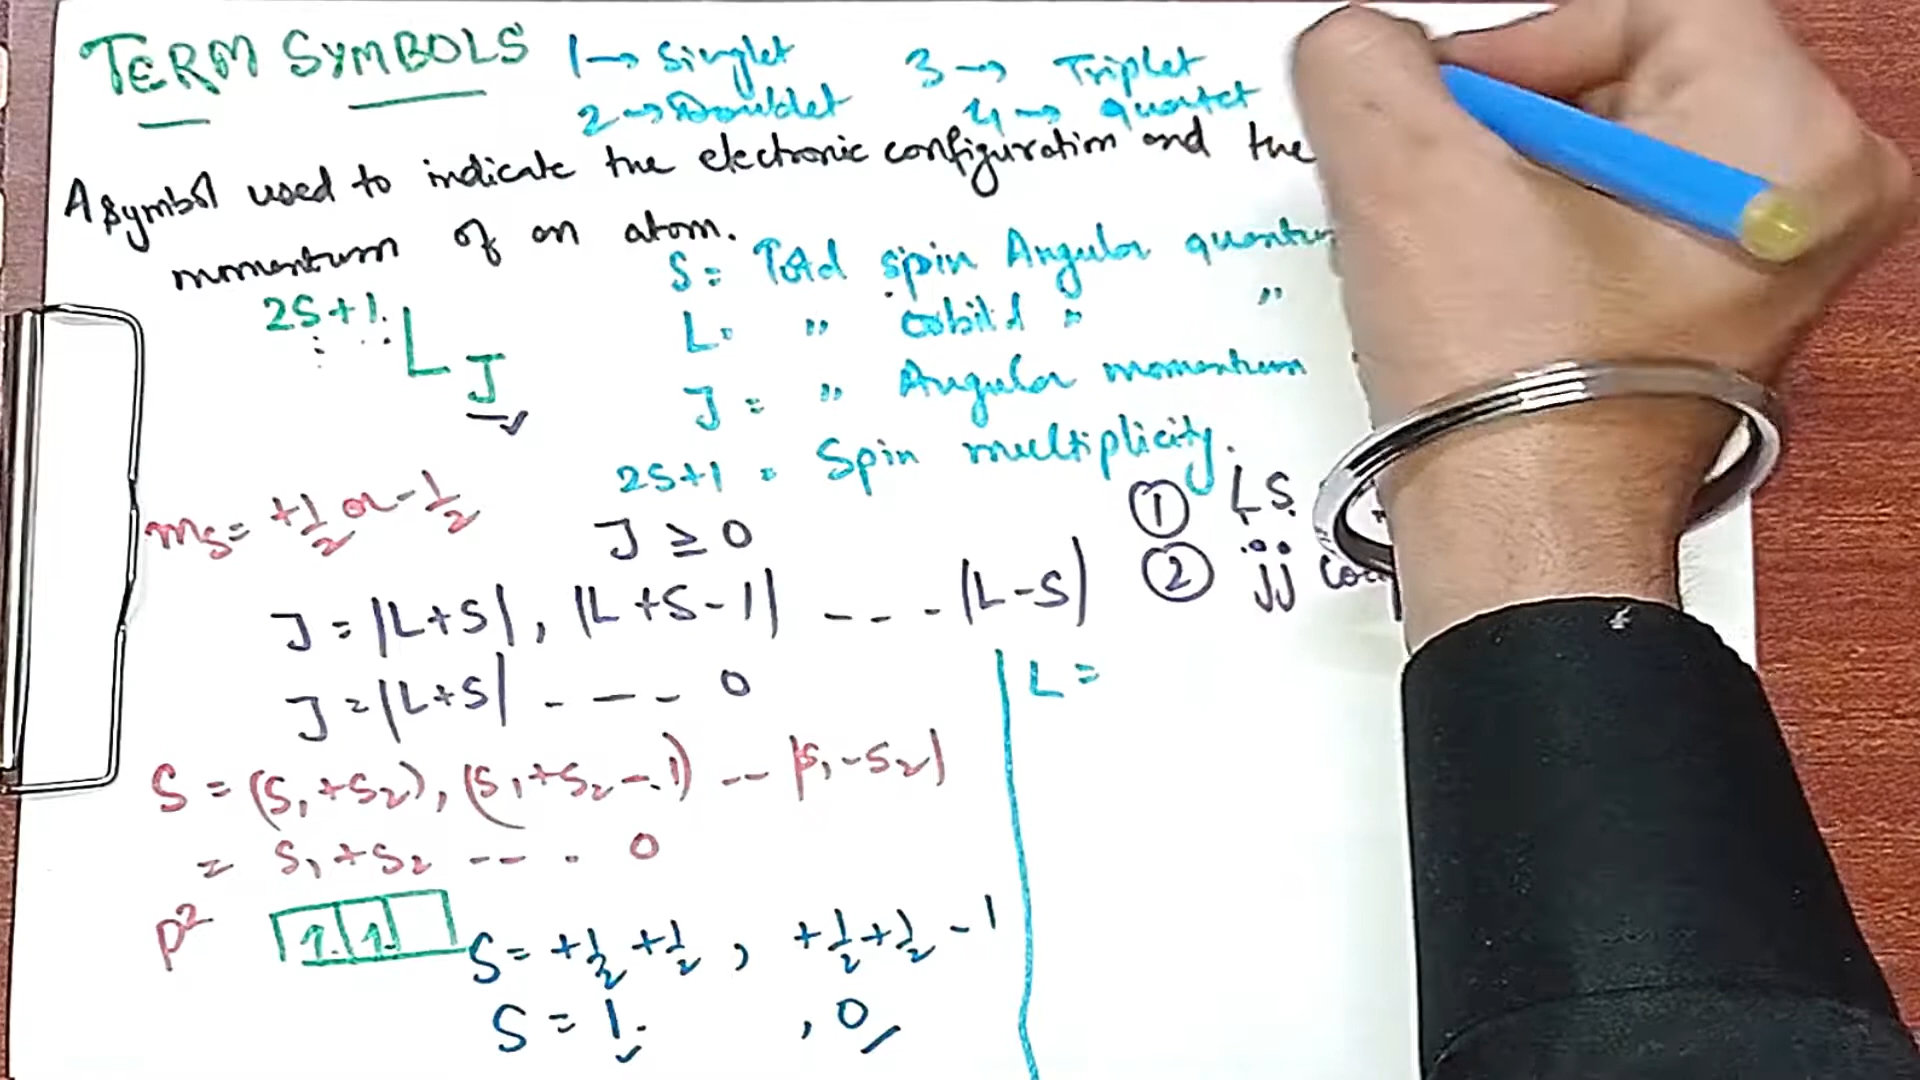 TERM SYMBOLS
1 → Singlet
2 → Doublet
3 → Triplet
4 → quartet
A symbol used to indicate the electronic configuration and the
momentum of an atom.
2S+1 L J
S = Total spin Angular
L = " orbital " "
J = " Angular momentum
2S+1 = Spin multiplicity.
ms = +1/2 or -1/2
J ≥ 0
① LS
② jj
J = |L+S|, |L+S-1| --- |L-S|
J = |L+S| --- 0
S = (s1+s2), (s1+s2-1) -- |s1-s2|
= s1+s2 --- 0
p² 1 1
S = +1/2 +1/2 , +1/2 +1/2 -1
S = 1 , 0
L =